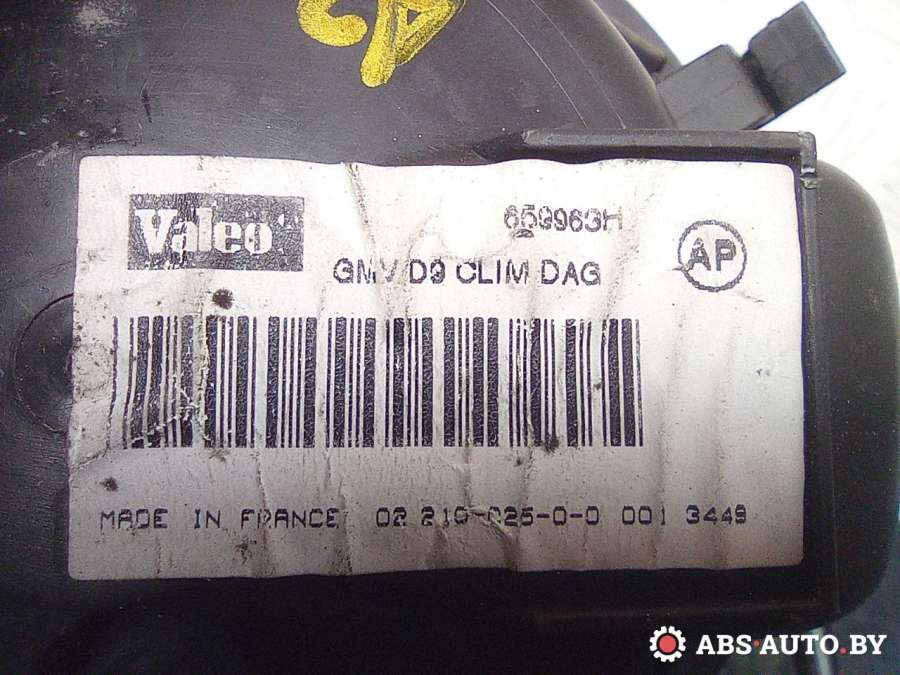 Valeo
659963H
GMV D9 CLIM DAG
AP
MADE IN FRANCE 02 210-025-0-0 001 3449
ABS-AUTO.BY